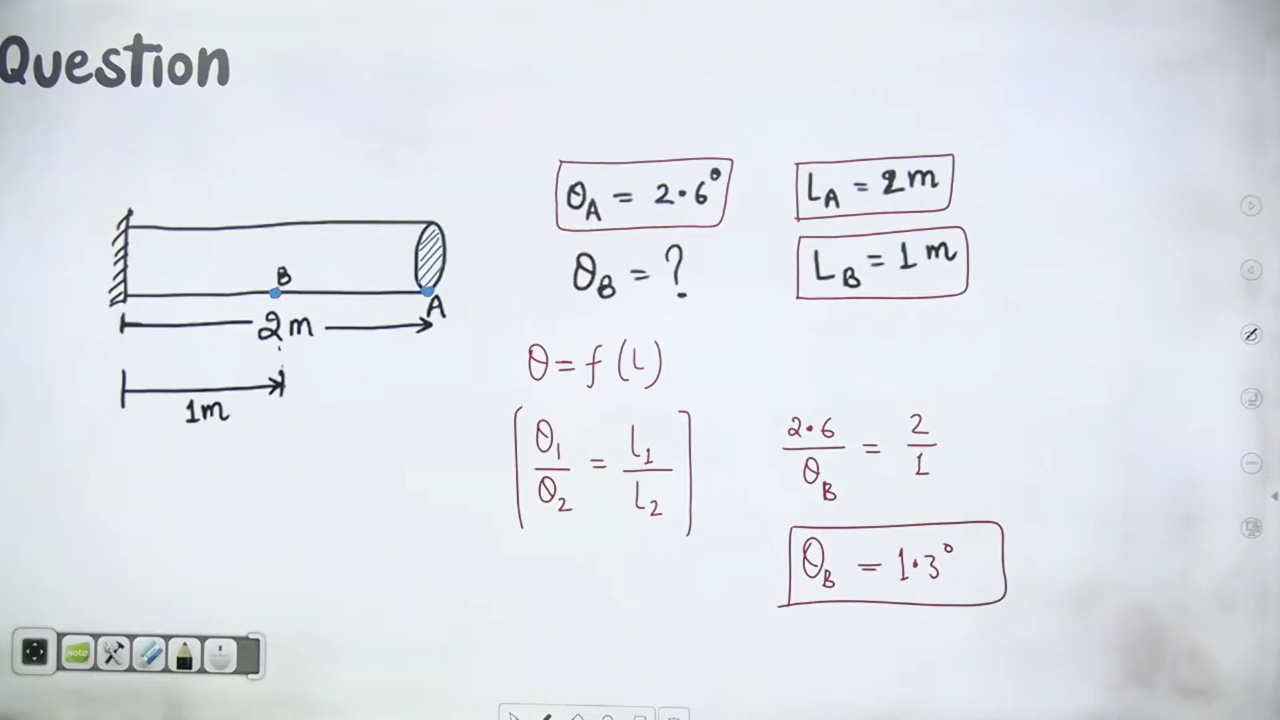 Question
θA = 2.6°
LA = 2m
θB = ?
LB = 1m
B
A
2m
1m
θ = f(L)
θ1/θ2 = l1/l2
2.6/θB = 2/1
θB = 1.3°
Note